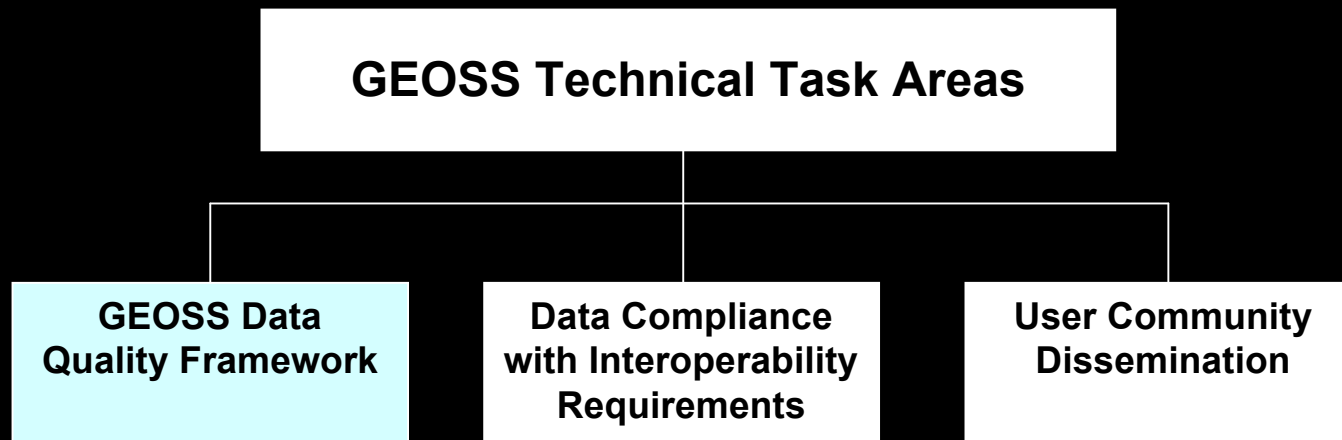 GEOSS Technical Task Areas
GEOSS Data
Quality Framework
Data Compliance
with Interoperability
Requirements
User Community
Dissemination